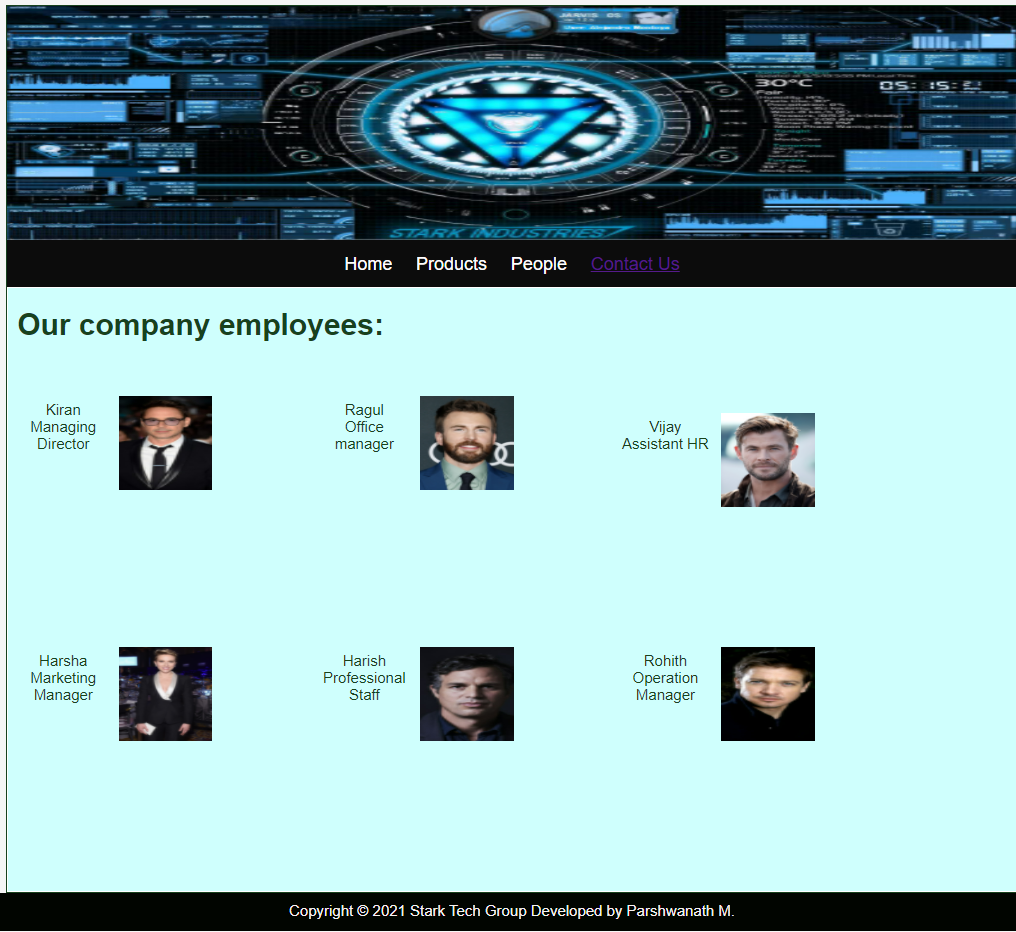 JARVIS OS
STARK INDUSTRIES
30°C
Fair
05:15:21
Home Products People Contact Us
Our company employees:
Kiran
Managing
Director
Ragul
Office
manager
Vijay
Assistant HR
Harsha
Marketing
Manager
Harish
Professional
Staff
Rohith
Operation
Manager
Copyright © 2021 Stark Tech Group Developed by Parshwanath M.